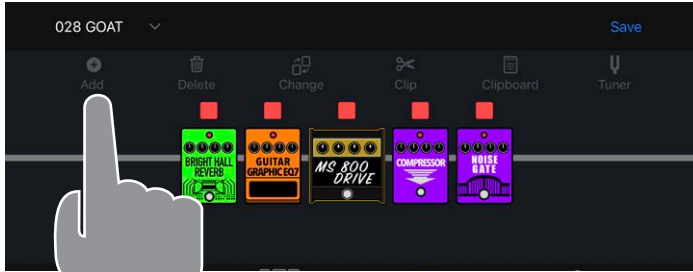 028 GOAT
Save
Add
Delete
Change
Clip
Clipboard
Tuner
BRIGHT HALL
REVERB
GUITAR
GRAPHIC EQ7
MS 800
DRIVE
COMPRESSOR
NOISE
GATE